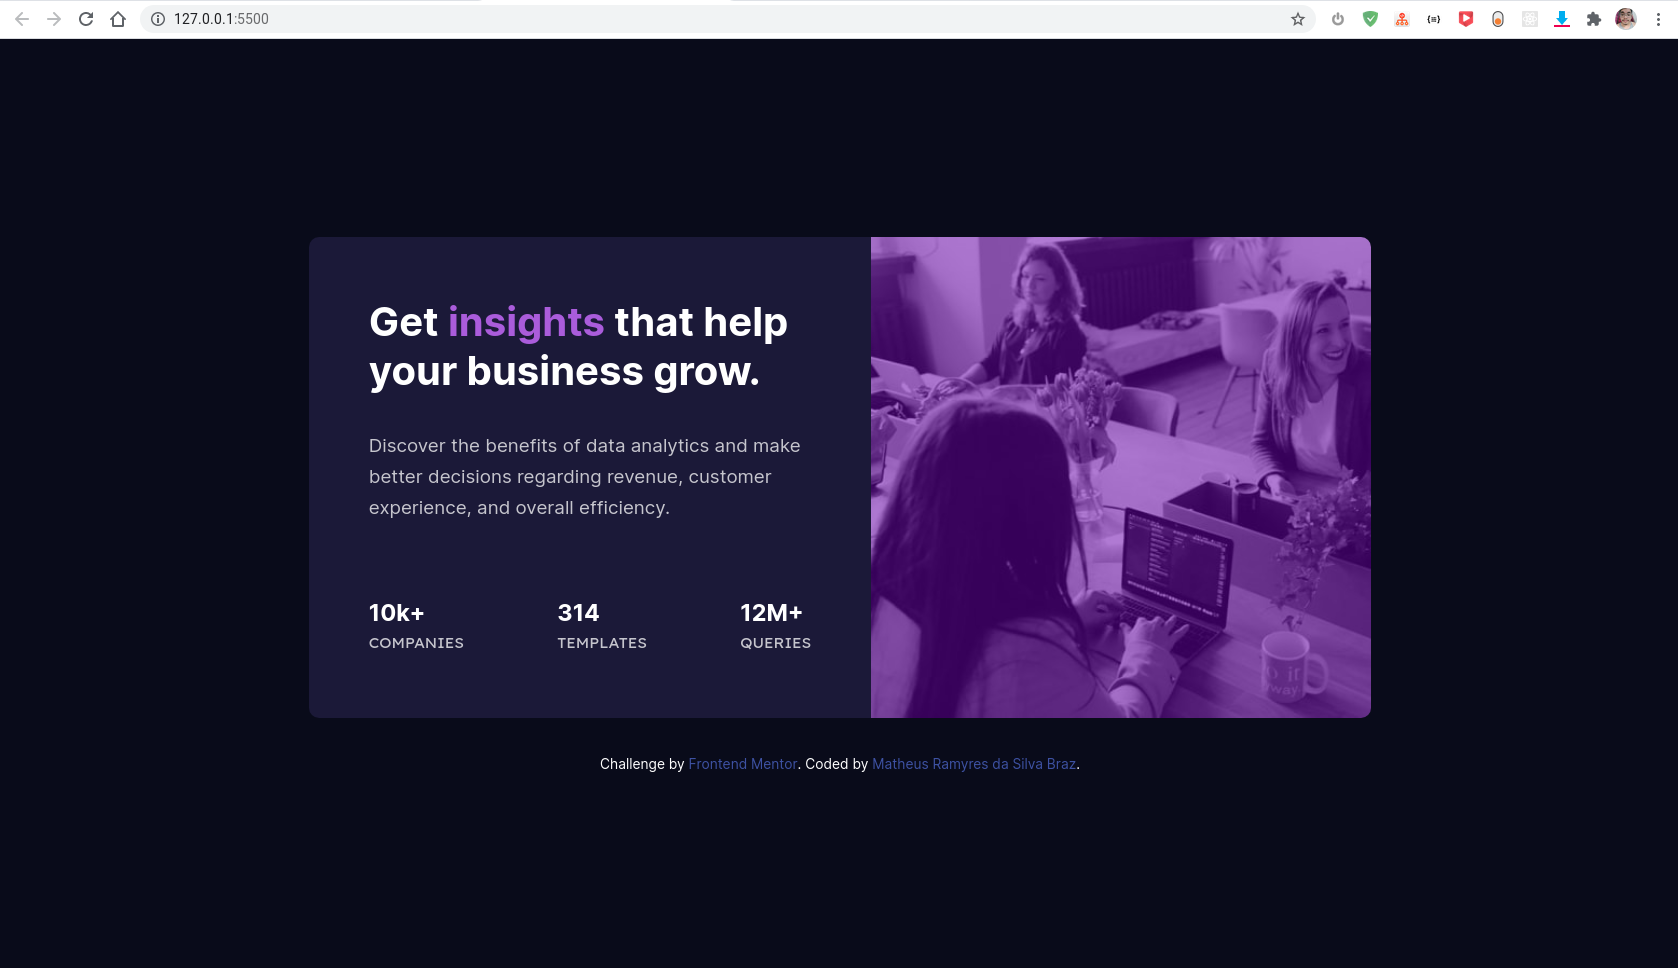 127.0.0.1:5500
Get insights that help
your business grow.
Discover the benefits of data analytics and make
better decisions regarding revenue, customer
experience, and overall efficiency.
10k+ 314 12M+
COMPANIES TEMPLATES QUERIES
Challenge by Frontend Mentor. Coded by Matheus Ramyres da Silva Braz.